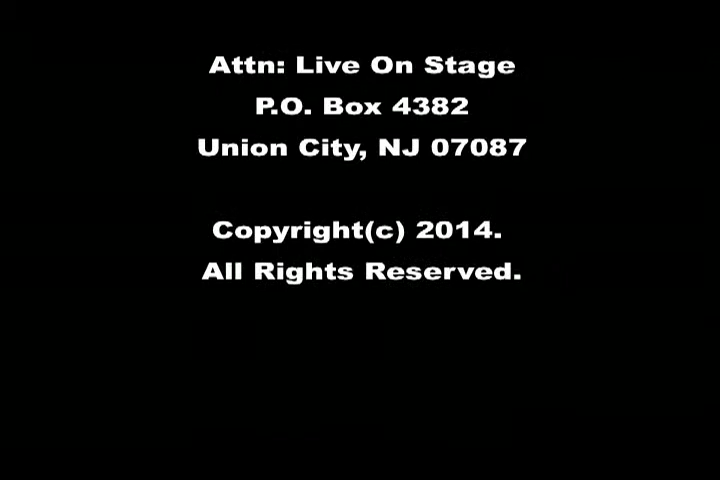 Attn: Live On Stage
P.O. Box 4382
Union City, NJ 07087
Copyright(c) 2014.
All Rights Reserved.